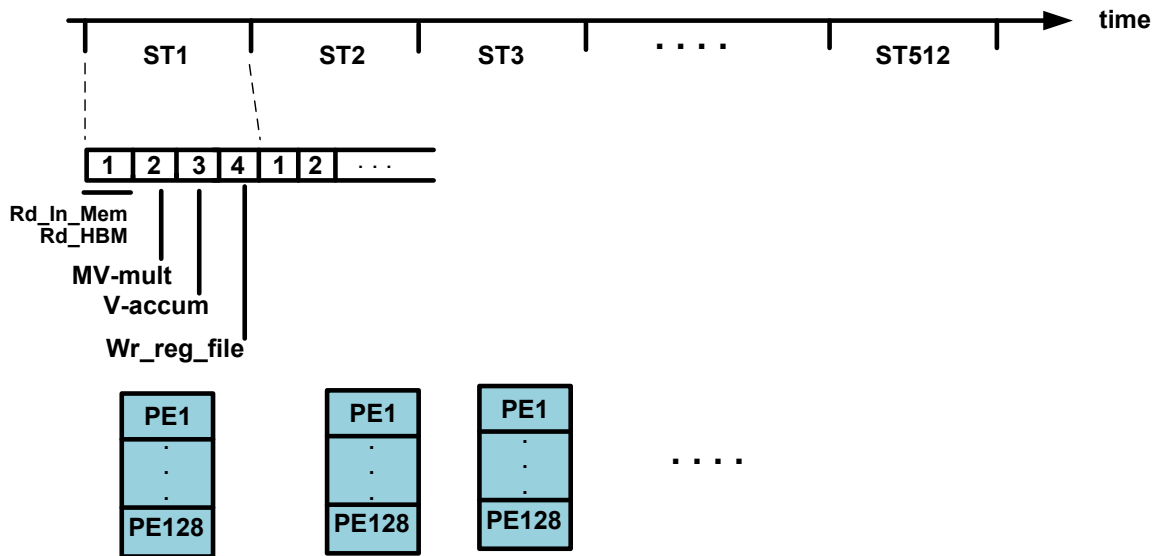 time
ST1 ST2 ST3 . . . . ST512
1 2 3 4 1 2 . . .
Rd_In_Mem
Rd_HBM
MV-mult
V-accum
Wr_reg_file
PE1 PE1 PE1
. . .
. . .
. . .
. . . .
PE128 PE128 PE128